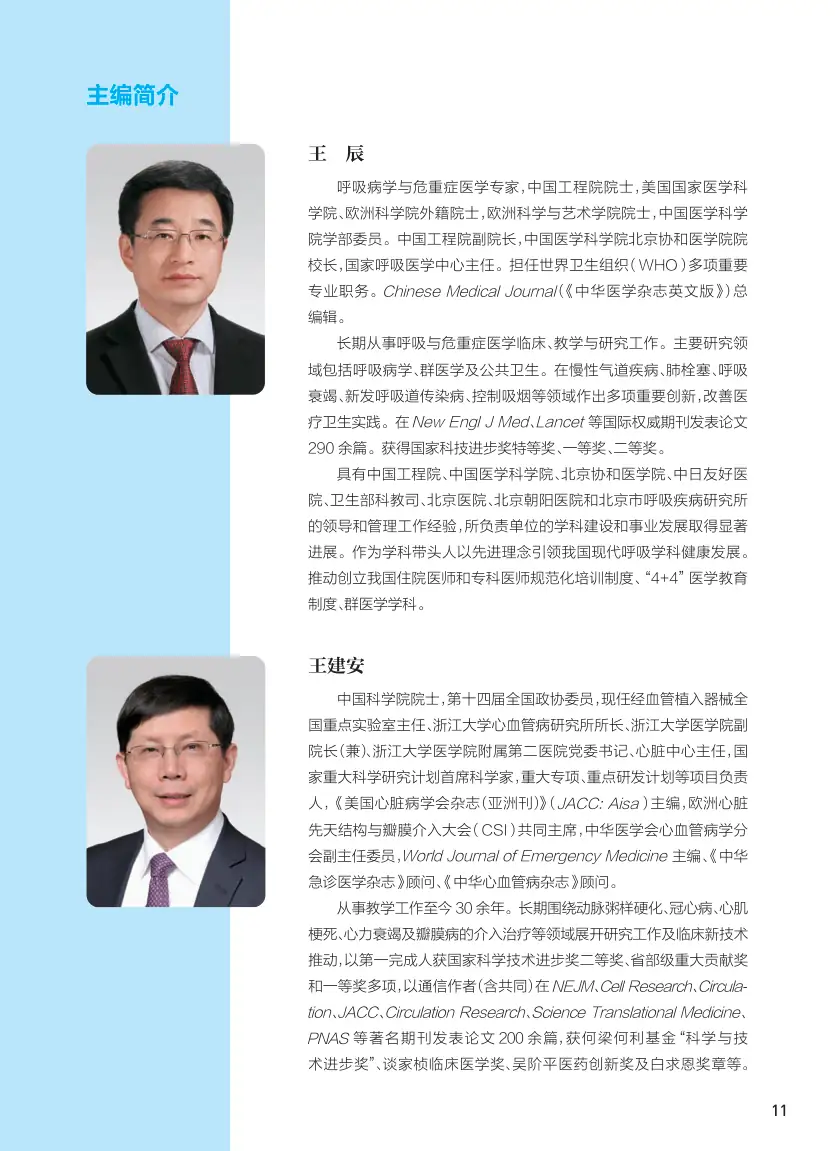 主编简介
王　辰
呼吸病学与危重症医学专家，中国工程院院士，美国国家医学科
学院、欧洲科学院外籍院士，欧洲科学与艺术学院院士，中国医学科学
院学部委员。中国工程院副院长，中国医学科学院北京协和医学院院
校长，国家呼吸医学中心主任。担任世界卫生组织（WHO）多项重要
专业职务。Chinese Medical Journal（《中华医学杂志英文版》）总
编辑。
长期从事呼吸与危重症医学临床、教学与研究工作。主要研究领
域包括呼吸病学、群医学及公共卫生。在慢性气道疾病、肺栓塞、呼吸
衰竭、新发呼吸道传染病、控制吸烟等领域作出多项重要创新，改善医
疗卫生实践。在New Engl J Med、Lancet 等国际权威期刊发表论文
290 余篇。获得国家科技进步奖特等奖、一等奖、二等奖。
具有中国工程院、中国医学科学院、北京协和医学院、中日友好医
院、卫生部科教司、北京医院、北京朝阳医院和北京市呼吸疾病研究所
的领导和管理工作经验，所负责单位的学科建设和事业发展取得显著
进展。作为学科带头人以先进理念引领我国现代呼吸学科健康发展。
推动创立我国住院医师和专科医师规范化培训制度、“4+4”医学教育
制度、群医学学科。
王建安
中国科学院院士，第十四届全国政协委员，现任经血管植入器械全
国重点实验室主任、浙江大学心血管病研究所所长、浙江大学医学院副
院长（兼）、浙江大学医学院附属第二医院党委书记、心脏中心主任，国
家重大科学研究计划首席科学家，重大专项、重点研发计划等项目负责
人，《美国心脏病学会杂志（亚洲刊）》（JACC: Aisa）主编，欧洲心脏
先天结构与瓣膜介入大会（CSI）共同主席，中华医学会心血管病学分
会副主任委员，World Journal of Emergency Medicine 主编、《中华
急诊医学杂志》顾问、《中华心血管病杂志》顾问。
从事教学工作至今 30 余年。长期围绕动脉粥样硬化、冠心病、心肌
梗死、心力衰竭及瓣膜病的介入治疗等领域展开研究工作及临床新技术
推动，以第一完成人获国家科学技术进步奖二等奖、省部级重大贡献奖
和一等奖多项，以通信作者（含共同）在NEJM、Cell Research、Circula-
tion、JACC、Circulation Research、Science Translational Medicine、
PNAS 等著名期刊发表论文 200 余篇，获何梁何利基金“科学与技
术进步奖”、谈家桢临床医学奖、吴阶平医药创新奖及白求恩奖章等。
11